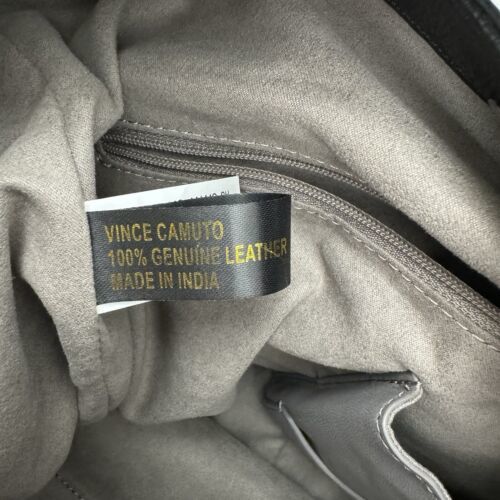 VINCE CAMUTO
100% GENUINE LEATHER
MADE IN INDIA